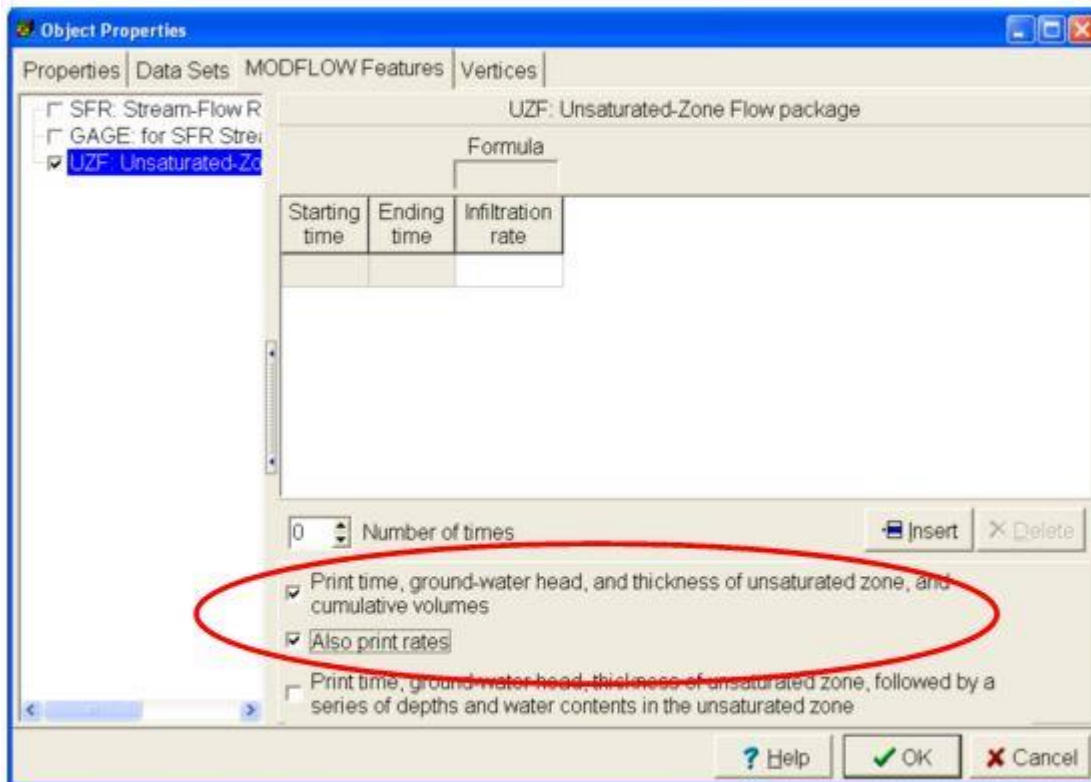 Object Properties
Properties Data Sets MODFLOW Features Vertices
SFR: Stream-Flow R
GAGE: for SFR Strea
UZF: Unsaturated-Zo
UZF: Unsaturated-Zone Flow package
Formula
Starting time
Ending time
Infiltration rate
0 Number of times
Insert
Delete
Print time, ground-water head, and thickness of unsaturated zone, and
cumulative volumes
Also print rates
Print time, ground-water head, thickness of unsaturated zone, followed by a
series of depths and water contents in the unsaturated zone
? Help
OK
Cancel